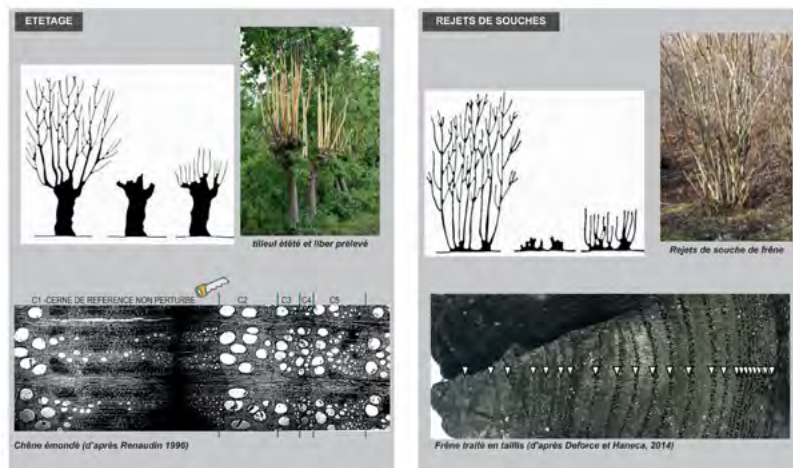 ETETAGE
tilleul étêté et liber prélevé
C1 -CERNE DE REFERENCE NON PERTURBE
C2
C3
C4
C5
Chêne émondé (d'après Renaudin 1996)
REJETS DE SOUCHES
Rejets de souche de frêne
Frêne traité en taillis (d'après Deforce et Haneca, 2014)